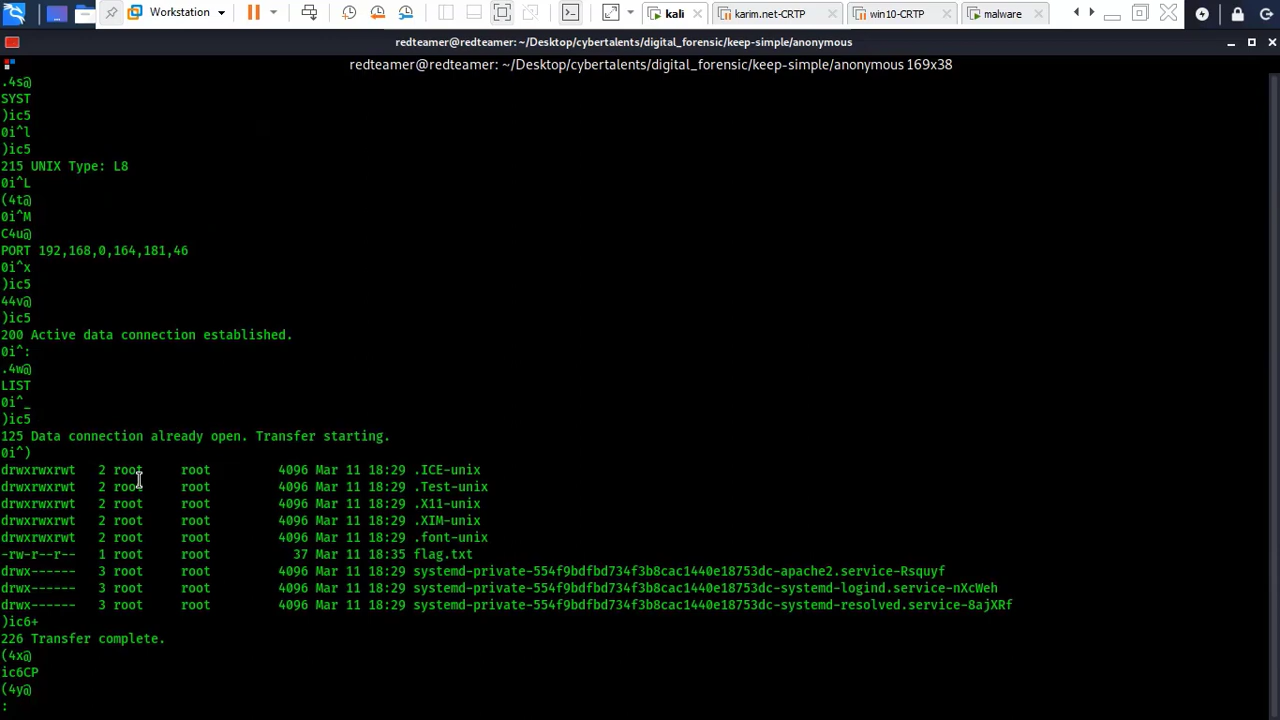 Workstation
kali
karim.net-CRTP
win10-CRTP
malware
redteamer@redteamer: ~/Desktop/cybertalents/digital_forensic/keep-simple/anonymous
redteamer@redteamer: ~/Desktop/cybertalents/digital_forensic/keep-simple/anonymous 169x38
.4s@
SYST
)ic5
0i^l
)ic5
215 UNIX Type: L8
0i^L
(4t@
0i^M
C4u@
PORT 192,168,0,164,181,46
0i^x
)ic5
44v@
)ic5
200 Active data connection established.
0i^:
.4w@
LIST
0i^_
)ic5
125 Data connection already open. Transfer starting.
0i^)
drwxrwxrwt   2 root     root         4096 Mar 11 18:29 .ICE-unix
drwxrwxrwt   2 root     root         4096 Mar 11 18:29 .Test-unix
drwxrwxrwt   2 root     root         4096 Mar 11 18:29 .X11-unix
drwxrwxrwt   2 root     root         4096 Mar 11 18:29 .XIM-unix
drwxrwxrwt   2 root     root         4096 Mar 11 18:29 .font-unix
-rw-r--r--   1 root     root           37 Mar 11 18:35 flag.txt
drwx------   3 root     root         4096 Mar 11 18:29 systemd-private-554f9bdfbd734f3b8cac1440e18753dc-apache2.service-Rsquyf
drwx------   3 root     root         4096 Mar 11 18:29 systemd-private-554f9bdfbd734f3b8cac1440e18753dc-systemd-logind.service-nXcWeh
drwx------   3 root     root         4096 Mar 11 18:29 systemd-private-554f9bdfbd734f3b8cac1440e18753dc-systemd-resolved.service-8ajXRf
)ic6+
226 Transfer complete.
(4x@
ic6CP
(4y@
: